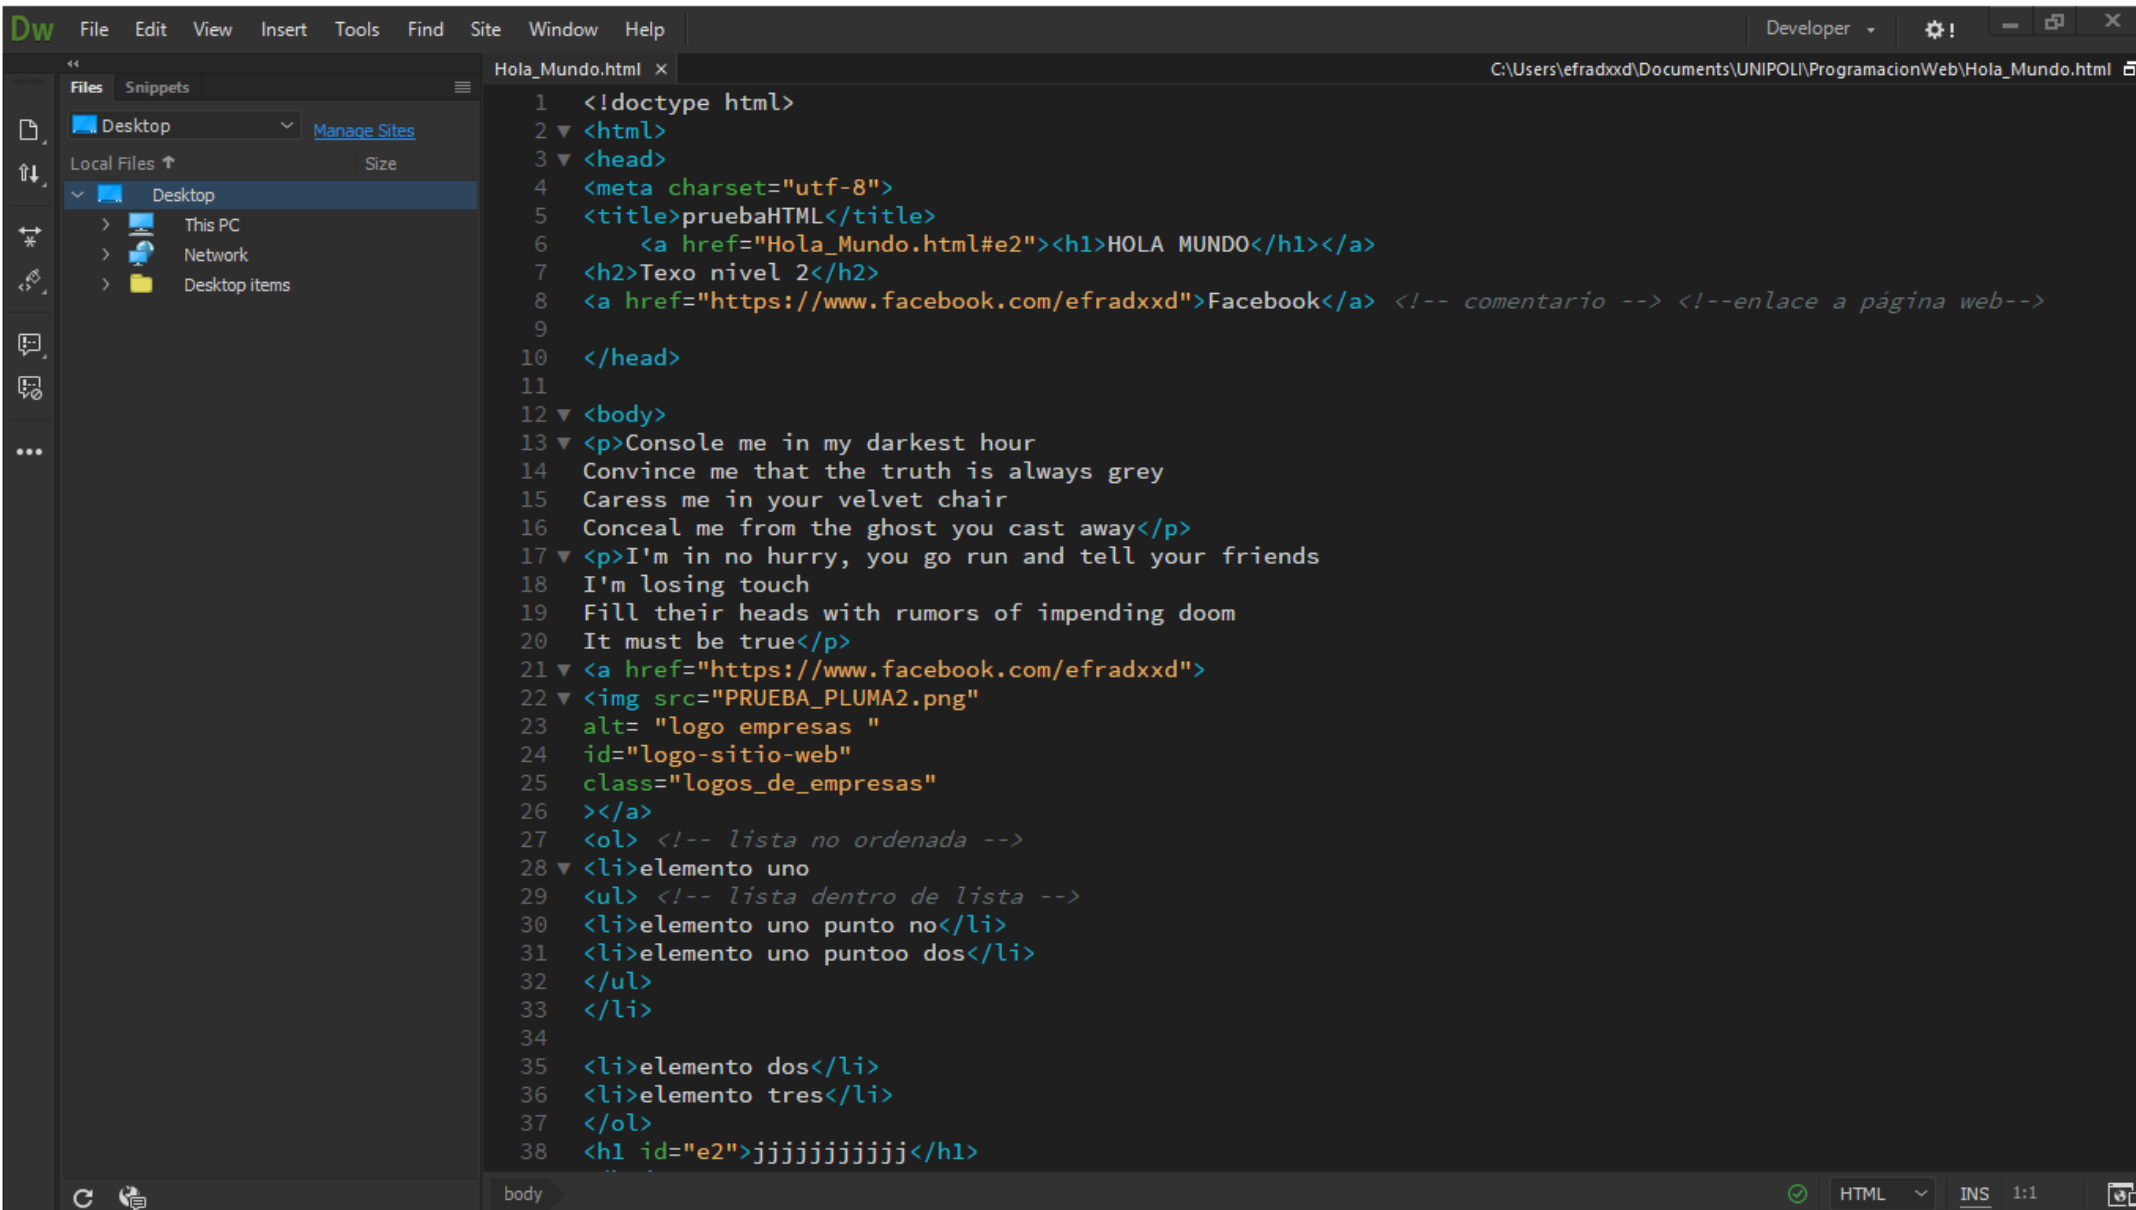 Dw File Edit View Insert Tools Find Site Window Help Developer
Files Snippets
Desktop Manage Sites
Local Files Size
Desktop
This PC
Network
Desktop items
Hola_Mundo.html × C:\Users\efradxxd\Documents\UNIPOLI\ProgramacionWeb\Hola_Mundo.html
1 <!doctype html>
2 <html>
3 <head>
4 <meta charset="utf-8">
5 <title>pruebaHTML</title>
6 <a href="Hola_Mundo.html#e2"><h1>HOLA MUNDO</h1></a>
7 <h2>Texo nivel 2</h2>
8 <a href="https://www.facebook.com/efradxxd">Facebook</a> <!-- comentario --> <!--enlace a página web-->
9
10 </head>
11
12 <body>
13 <p>Console me in my darkest hour
14 Convince me that the truth is always grey
15 Caress me in your velvet chair
16 Conceal me from the ghost you cast away</p>
17 <p>I'm in no hurry, you go run and tell your friends
18 I'm losing touch
19 Fill their heads with rumors of impending doom
20 It must be true</p>
21 <a href="https://www.facebook.com/efradxxd">
22 <img src="PRUEBA_PLUMA2.png"
23 alt= "logo empresas "
24 id="logo-sitio-web"
25 class="logos_de_empresas"
26 ></a>
27 <ol> <!-- lista no ordenada -->
28 <li>elemento uno
29 <ul> <!-- lista dentro de lista -->
30 <li>elemento uno punto no</li>
31 <li>elemento uno puntoo dos</li>
32 </ul>
33 </li>
34
35 <li>elemento dos</li>
36 <li>elemento tres</li>
37 </ol>
38 <h1 id="e2">jjjjjjjjjjj</h1>
body HTML INS 1:1